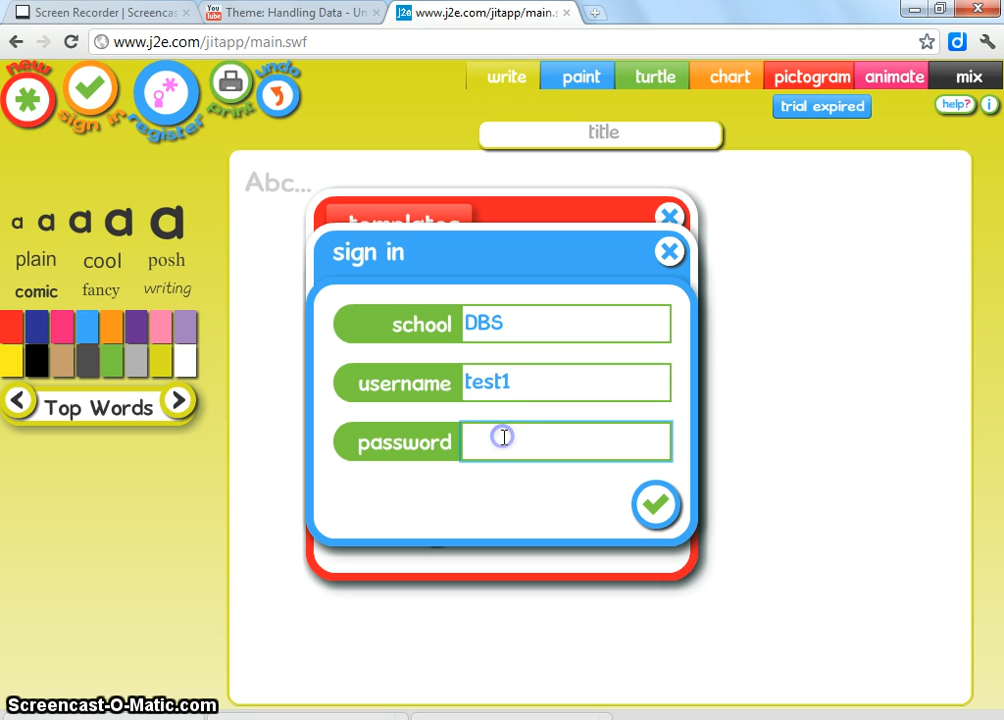 Screen Recorder | Screencas
Theme: Handling Data - Un
www.j2e.com/jitapp/main.s
www.j2e.com/jitapp/main.swf
new
sign in
register
print
undo
write
paint
turtle
chart
pictogram
animate
mix
trial expired
help?
i
title
Abc...
a a a a a
plain cool posh
comic fancy writing
Top Words
templates
sign in
school DBS
username test1
password
Screencast-O-Matic.com